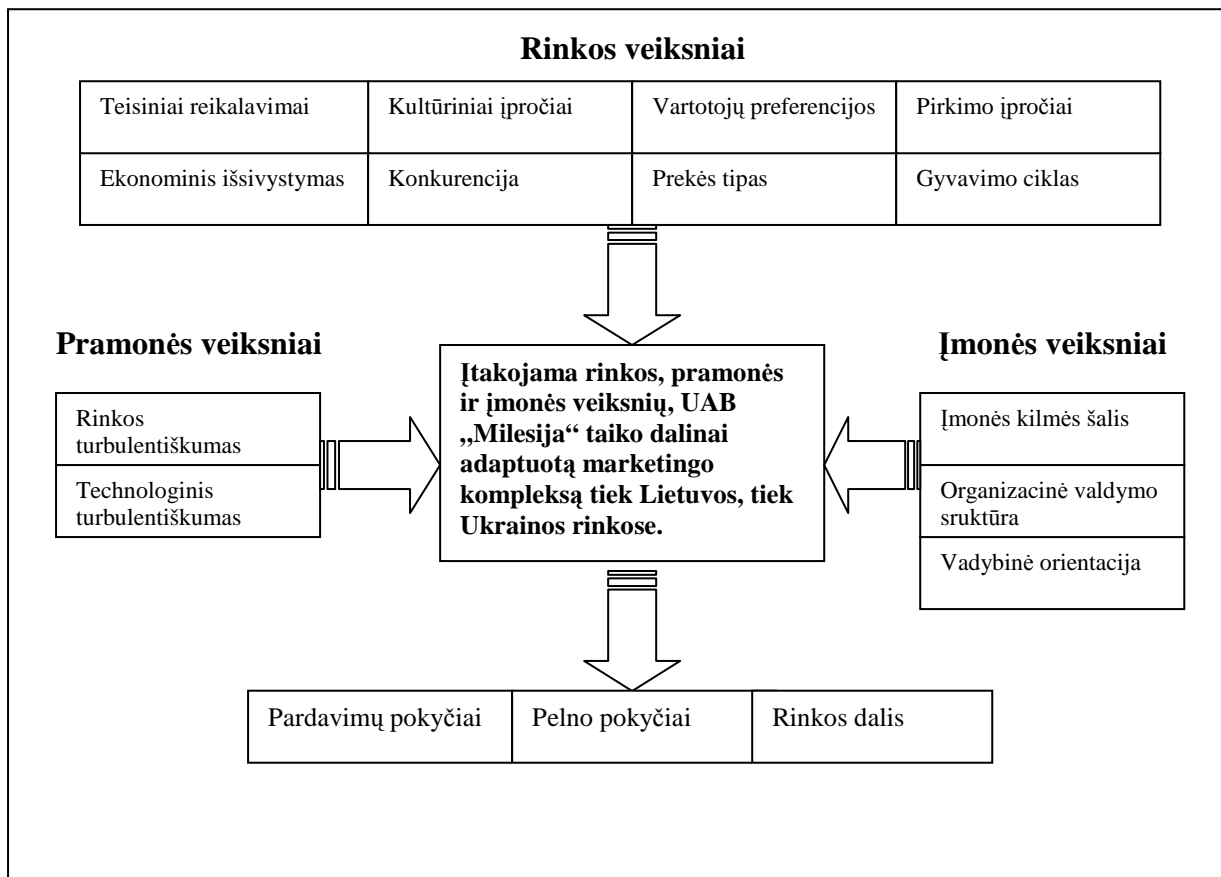 Rinkos veiksniai
Teisiniai reikalavimai
Kultūriniai įpročiai
Vartotojų preferencijos
Pirkimo įpročiai
Ekonominis išsivystymas
Konkurencija
Prekės tipas
Gyvavimo ciklas
Pramonės veiksniai
Rinkos
turbulentiškumas
Technologinis
turbulentiškumas
Įtakojama rinkos, pramonės
ir įmonės veiksnių, UAB
„Milesija“ taiko dalinai
adaptuotą marketingo
kompleksą tiek Lietuvos, tiek
Ukrainos rinkose.
Įmonės veiksniai
Įmonės kilmės šalis
Organizacinė valdymo
sruktūra
Vadybinė orientacija
Pardavimų pokyčiai
Pelno pokyčiai
Rinkos dalis